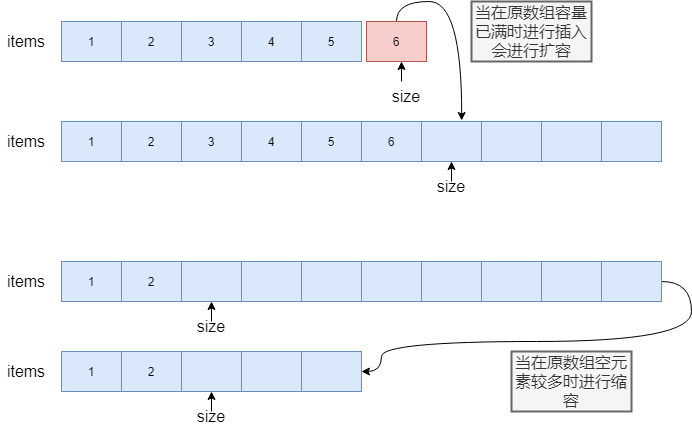 items 1 2 3 4 5 6
当在原数组容量
已满时进行插入
会进行扩容
size
items 1 2 3 4 5 6
size
items 1 2
size
items 1 2
当在原数组空元
素较多时进行缩
容
size